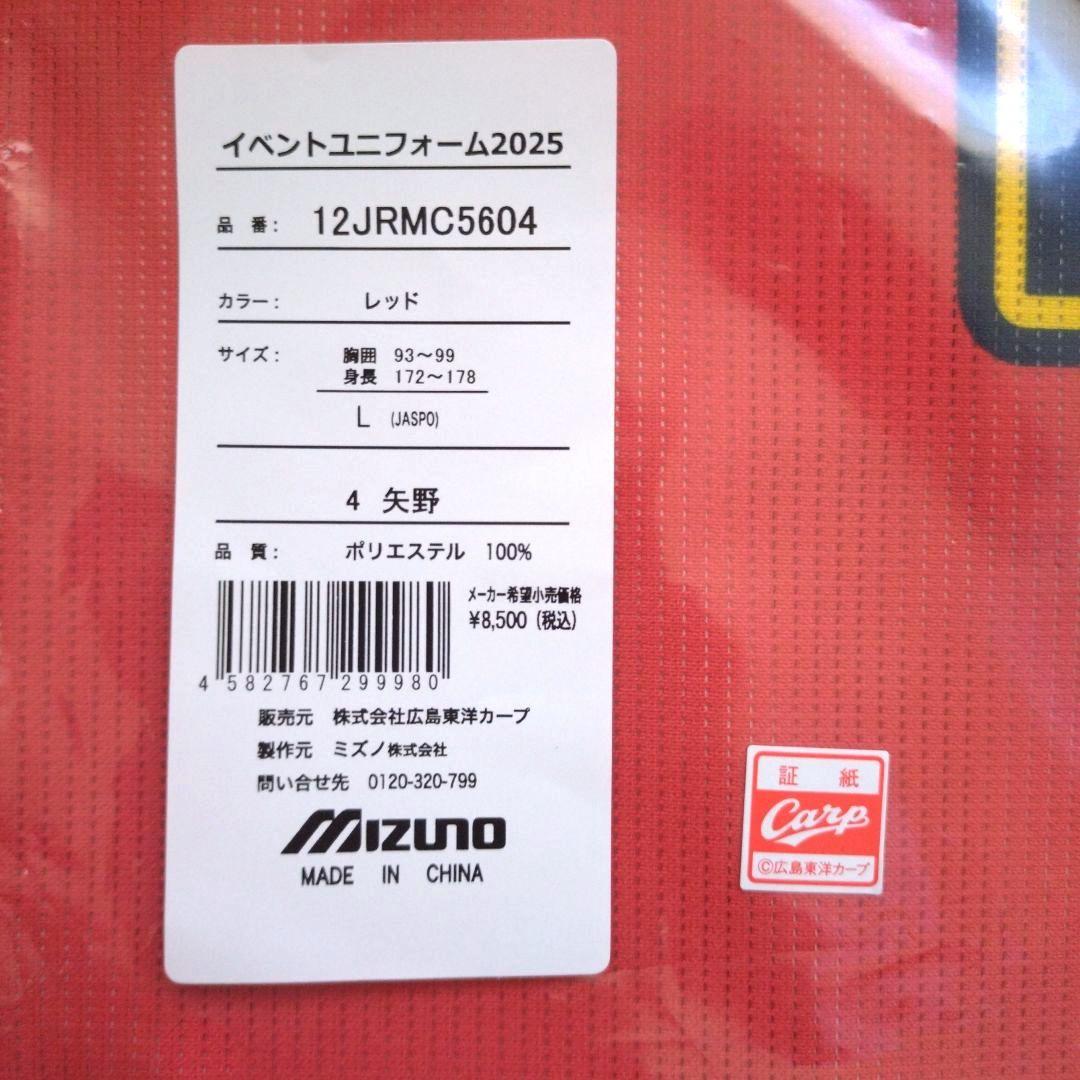 イベントユニフォーム2025
品 番: 12JRMC5604
カラー: レッド
サイズ: 胸囲 93～99
身長 172～178
L (JASPO)
4 矢野
品 質: ポリエステル 100%
メーカー希望小売価格
¥8,500 (税込)
4 582767 299980
販売元 株式会社広島東洋カープ
製作元 ミズノ株式会社
問い合せ先 0120-320-799
MIZUNO
MADE IN CHINA
証 紙
Carp
©広島東洋カープ